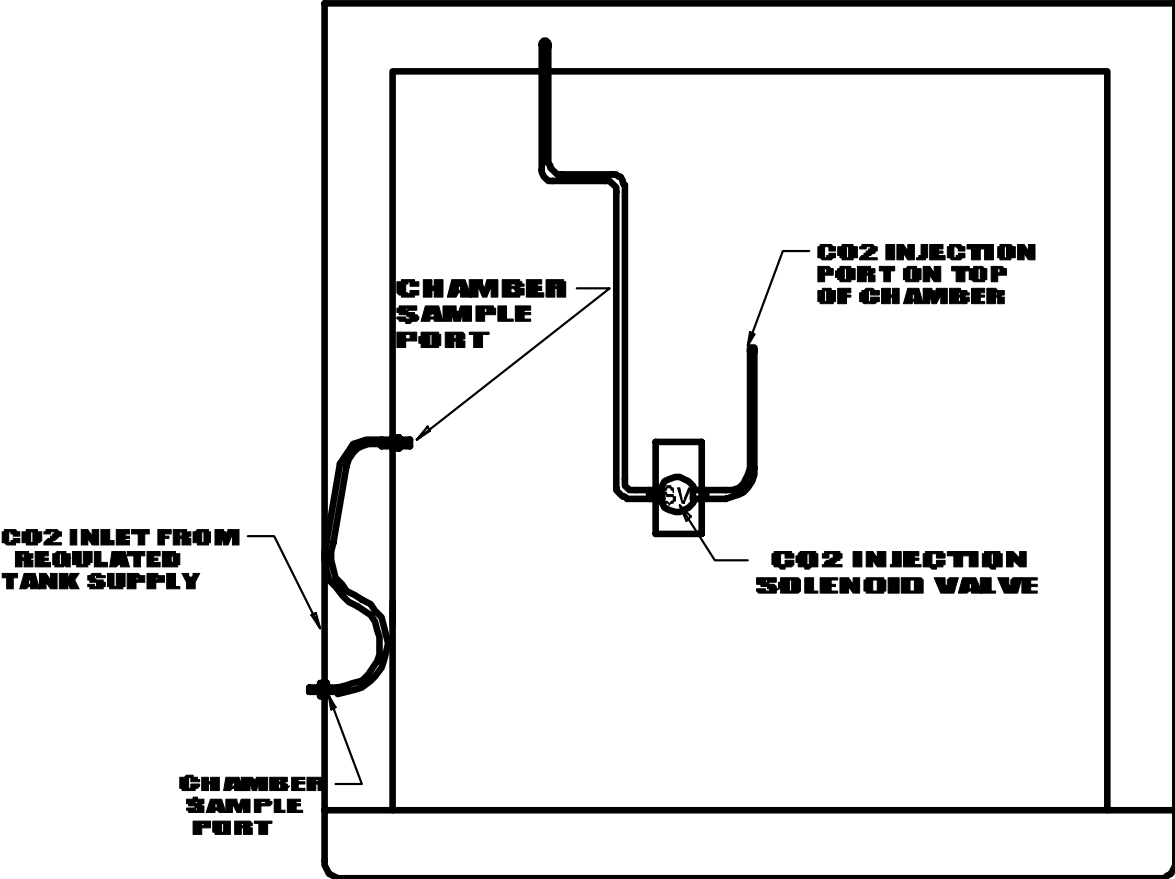 CO2 INJECTION
PORT ON TOP
OF CHAMBER
CHAMBER
SAMPLE
PORT
SV
CO2 INLET FROM
REGULATED
TANK SUPPLY
CO2 INJECTION
SOLENOID VALVE
CHAMBER
SAMPLE
PORT